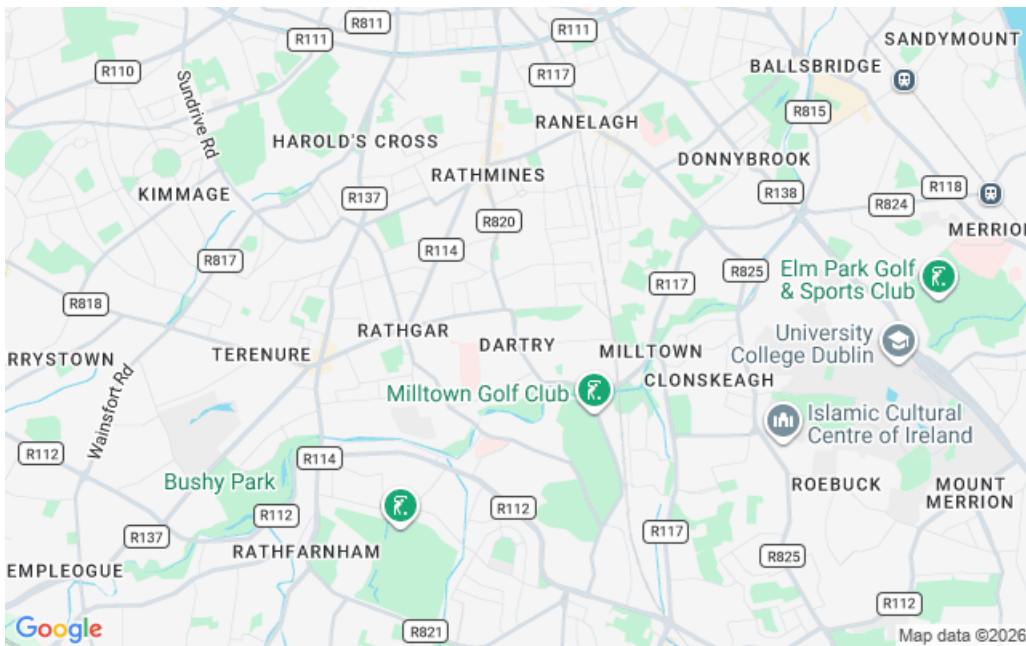 R811
R111
R111
SANDYMOUNT
R110
R117
BALLSBRIDGE
Sundrive Rd
R815
RANELAGH
HAROLD'S CROSS
DONNYBROOK
RATHMINES
KIMMAGE
R137
R138
R118
R824
R820
MERRION
R114
R817
R825
Elm Park Golf
& Sports Club
R117
R818
RATHGAR
University
College Dublin
RRYSTOWN
TERENURE
DARTRY
MILLTOWN
CLONSKEAGH
Milltown Golf Club
Wainsfort Rd
Islamic Cultural
Centre of Ireland
R112
R114
Bushy Park
ROEBUCK
MOUNT
MERRION
R112
R112
R137
R117
RATHFARNHAM
R825
EMPLEOGUE
R112
Google
R821
Map data ©2026